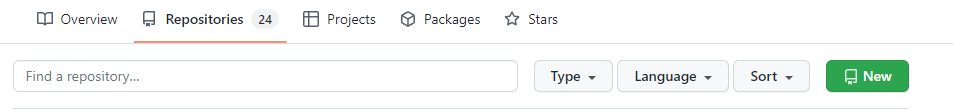 Overview Repositories 24 Projects Packages Stars
Find a repository... Type Language Sort New